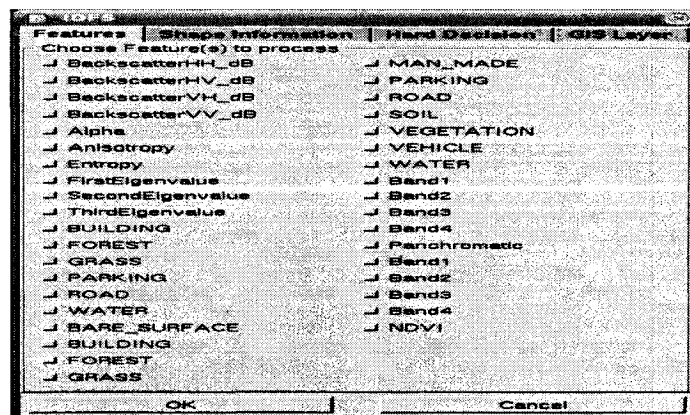 IOFS
Features Shape Information Hard Decision GIS Layer
Choose Feature(s) to process
BackscatterHH_dB
BackscatterHV_dB
BackscatterVH_dB
BackscatterVV_dB
Alpha
Anisotropy
Entropy
FirstEigenvalue
SecondEigenvalue
ThirdEigenvalue
BUILDING
FOREST
GRASS
PARKING
ROAD
WATER
BARE_SURFACE
BUILDING
FOREST
GRASS
MAN_MADE
PARKING
ROAD
SOIL
VEGETATION
VEHICLE
WATER
Band1
Band2
Band3
Band4
Panchromatic
Band1
Band2
Band3
Band4
NDVI
OK Cancel